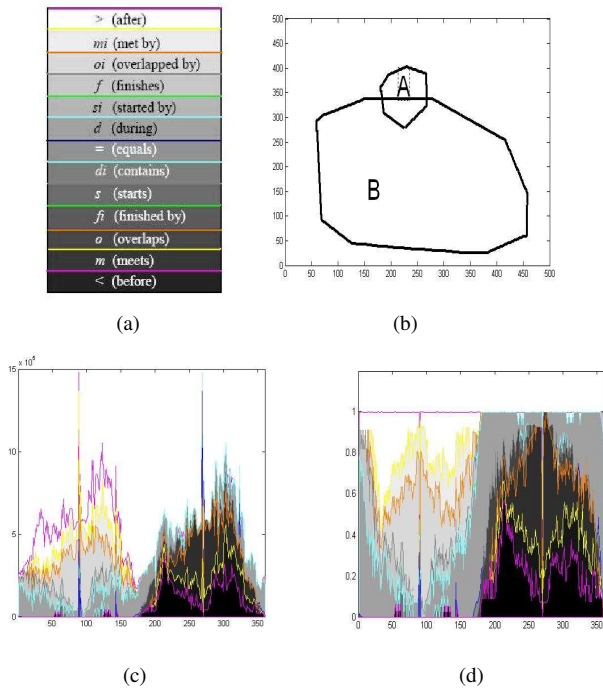 > (after)
mi (met by)
oi (overlapped by)
f (finishes)
si (started by)
d (during)
= (equals)
di (contains)
s (starts)
fi (finished by)
o (overlaps)
m (meets)
< (before)
(a)
500
450
400
350
300
250
200
150
100
50
0
A
B
0 50 100 150 200 250 300 350 400 450 500
(b)
x 10⁵
15
10
5
0
50 100 150 200 250 300 350
(c)
1
0.8
0.6
0.4
0.2
0
50 100 150 200 250 300 350
(d)